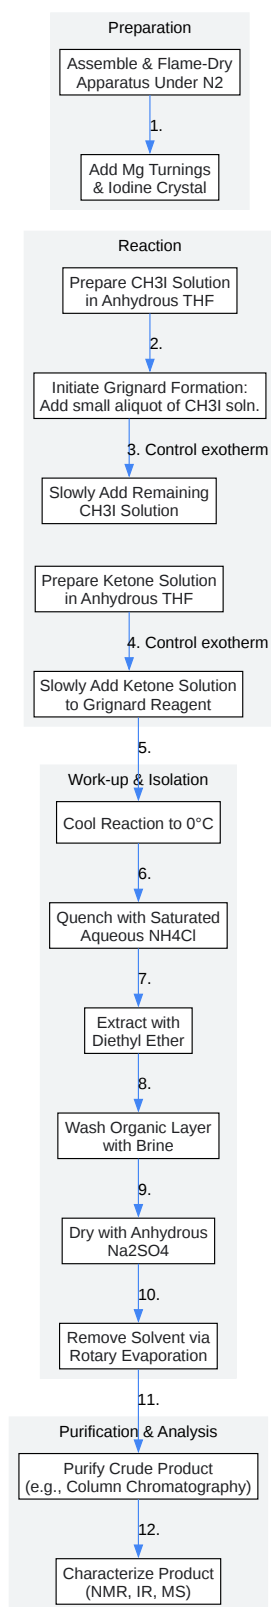 Preparation
Assemble & Flame-Dry
Apparatus Under N2
1.
Add Mg Turnings
& Iodine Crystal
Reaction
Prepare CH3I Solution
in Anhydrous THF
2.
Initiate Grignard Formation:
Add small aliquot of CH3I soln.
3. Control exotherm
Slowly Add Remaining
CH3I Solution
Prepare Ketone Solution
in Anhydrous THF
4. Control exotherm
Slowly Add Ketone Solution
to Grignard Reagent
5.
Work-up & Isolation
Cool Reaction to 0°C
6.
Quench with Saturated
Aqueous NH4Cl
7.
Extract with
Diethyl Ether
8.
Wash Organic Layer
with Brine
9.
Dry with Anhydrous
Na2SO4
10.
Remove Solvent via
Rotary Evaporation
11.
Purification & Analysis
Purify Crude Product
(e.g., Column Chromatography)
12.
Characterize Product
(NMR, IR, MS)